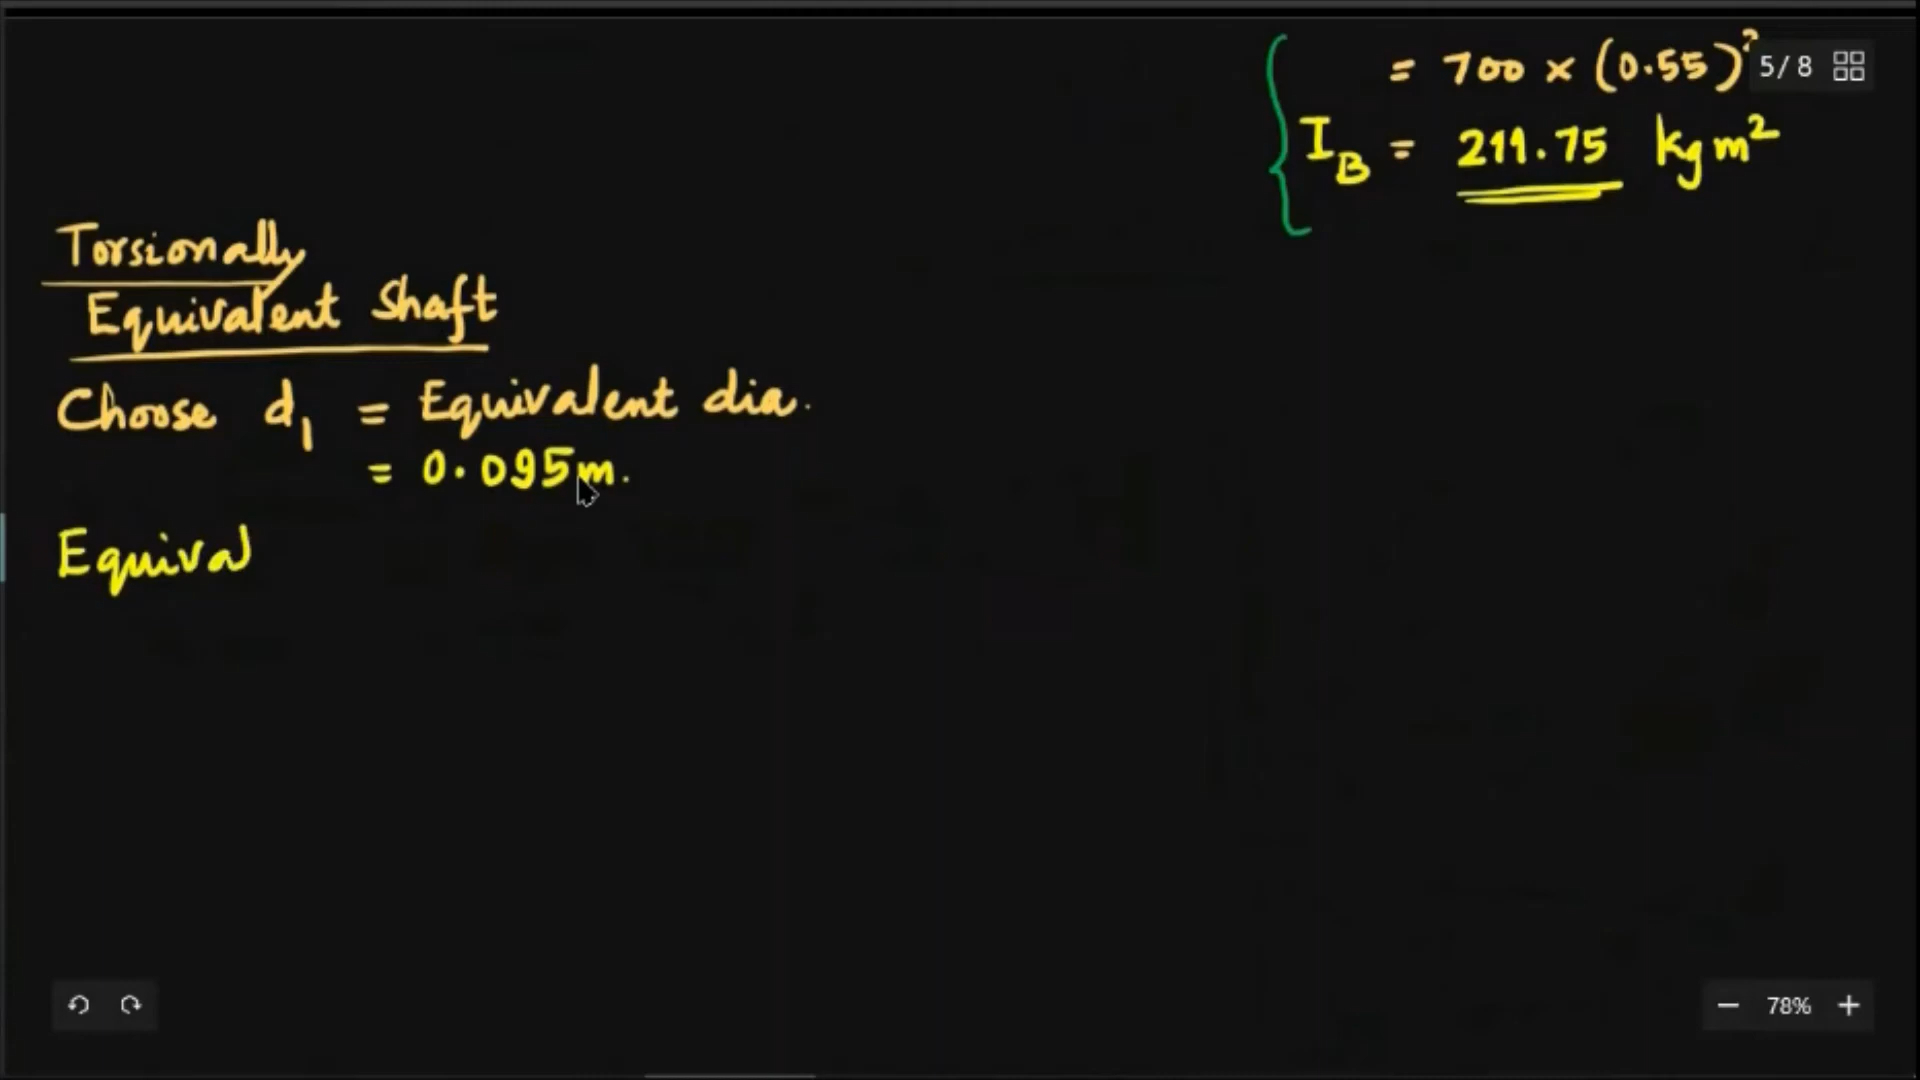 = 700 × (0.55)²
5/8
I_B = 211.75 kgm²
Torsionally
Equivalent Shaft
Choose d₁ = Equivalent dia.
= 0.095m.
Equival
78%